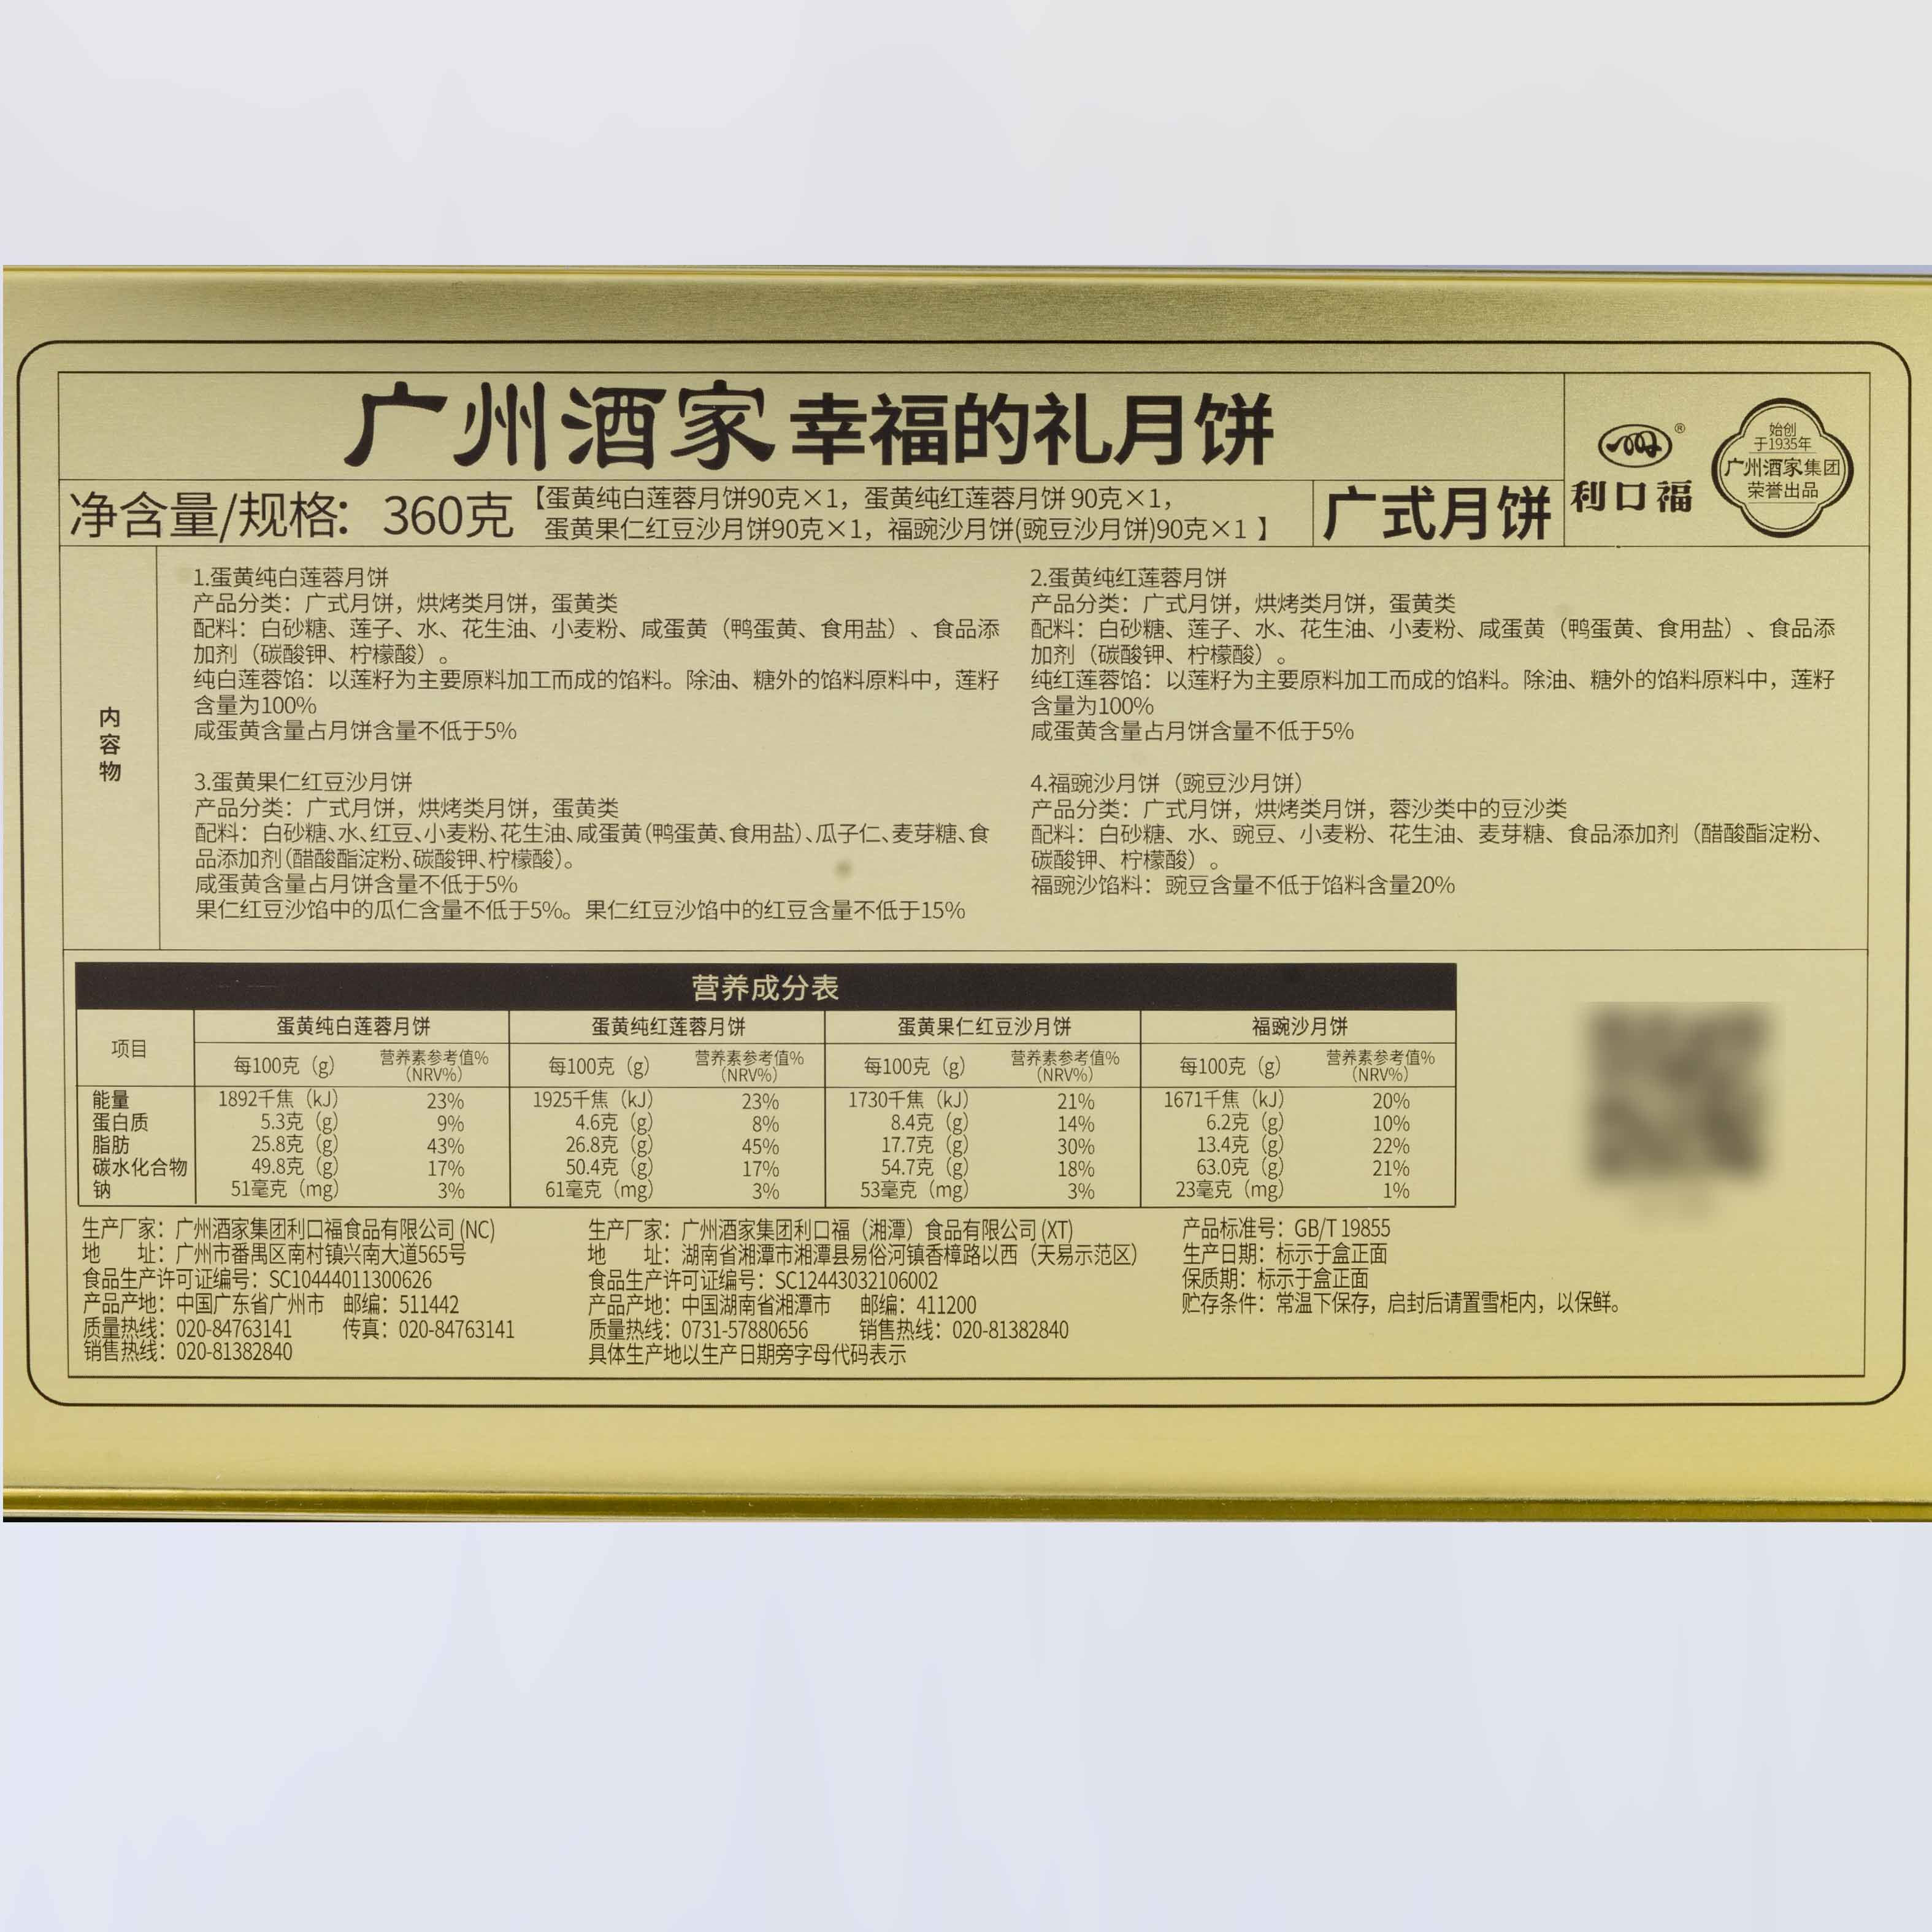 广州酒家幸福的礼月饼
利口福®
始创
于1935年
广州酒家集团
荣誉出品
净含量/规格：360克【蛋黄纯白莲蓉月饼90克×1，蛋黄纯红莲蓉月饼 90克×1，
蛋黄果仁红豆沙月饼90克×1，福豌沙月饼(豌豆沙月饼)90克×1 】
广式月饼
内容物
1.蛋黄纯白莲蓉月饼
产品分类：广式月饼，烘烤类月饼，蛋黄类
配料：白砂糖、莲子、水、花生油、小麦粉、咸蛋黄（鸭蛋黄、食用盐）、食品添
加剂（碳酸钾、柠檬酸）。
纯白莲蓉馅：以莲籽为主要原料加工而成的馅料。除油、糖外的馅料原料中，莲籽
含量为100%
咸蛋黄含量占月饼含量不低于5%
2.蛋黄纯红莲蓉月饼
产品分类：广式月饼，烘烤类月饼，蛋黄类
配料：白砂糖、莲子、水、花生油、小麦粉、咸蛋黄（鸭蛋黄、食用盐）、食品添
加剂（碳酸钾、柠檬酸）。
纯红莲蓉馅：以莲籽为主要原料加工而成的馅料。除油、糖外的馅料原料中，莲籽
含量为100%
咸蛋黄含量占月饼含量不低于5%
3.蛋黄果仁红豆沙月饼
产品分类：广式月饼，烘烤类月饼，蛋黄类
配料：白砂糖、水、红豆、小麦粉、花生油、咸蛋黄(鸭蛋黄、食用盐)、瓜子仁、麦芽糖、食
品添加剂(醋酸酯淀粉、碳酸钾、柠檬酸)。
咸蛋黄含量占月饼含量不低于5%
果仁红豆沙馅中的瓜仁含量不低于5%。果仁红豆沙馅中的红豆含量不低于15%
4.福豌沙月饼（豌豆沙月饼）
产品分类：广式月饼，烘烤类月饼，蓉沙类中的豆沙类
配料：白砂糖、水、豌豆、小麦粉、花生油、麦芽糖、食品添加剂（醋酸酯淀粉、
碳酸钾、柠檬酸）。
福豌沙馅料：豌豆含量不低于馅料含量20%
营养成分表
项目 蛋黄纯白莲蓉月饼 蛋黄纯红莲蓉月饼 蛋黄果仁红豆沙月饼 福豌沙月饼
每100克（g） 营养素参考值%（NRV%） 每100克（g） 营养素参考值%（NRV%） 每100克（g） 营养素参考值%（NRV%） 每100克（g） 营养素参考值%（NRV%）
能量 1892千焦（kJ） 23% 1925千焦（kJ） 23% 1730千焦（kJ） 21% 1671千焦（kJ） 20%
蛋白质 5.3克（g） 9% 4.6克（g） 8% 8.4克（g） 14% 6.2克（g） 10%
脂肪 25.8克（g） 43% 26.8克（g） 45% 17.7克（g） 30% 13.4克（g） 22%
碳水化合物 49.8克（g） 17% 50.4克（g） 17% 54.7克（g） 18% 63.0克（g） 21%
钠 51毫克（mg） 3% 61毫克（mg） 3% 53毫克（mg） 3% 23毫克（mg） 1%
生产厂家：广州酒家集团利口福食品有限公司(NC)
地 址：广州市番禺区南村镇兴南大道565号
食品生产许可证编号：SC10444011300626
产品产地：中国广东省广州市 邮编：511442
质量热线：020-84763141 传真：020-84763141
销售热线：020-81382840
生产厂家：广州酒家集团利口福（湘潭）食品有限公司(XT)
地 址：湖南省湘潭市湘潭县易俗河镇香樟路以西（天易示范区）
食品生产许可证编号：SC12443032106002
产品产地：中国湖南省湘潭市 邮编：411200
质量热线：0731-57880656 销售热线：020-81382840
具体生产地以生产日期旁字母代码表示
产品标准号：GB/T 19855
生产日期：标示于盒正面
保质期：标示于盒正面
贮存条件：常温下保存，启封后请置雪柜内，以保鲜。